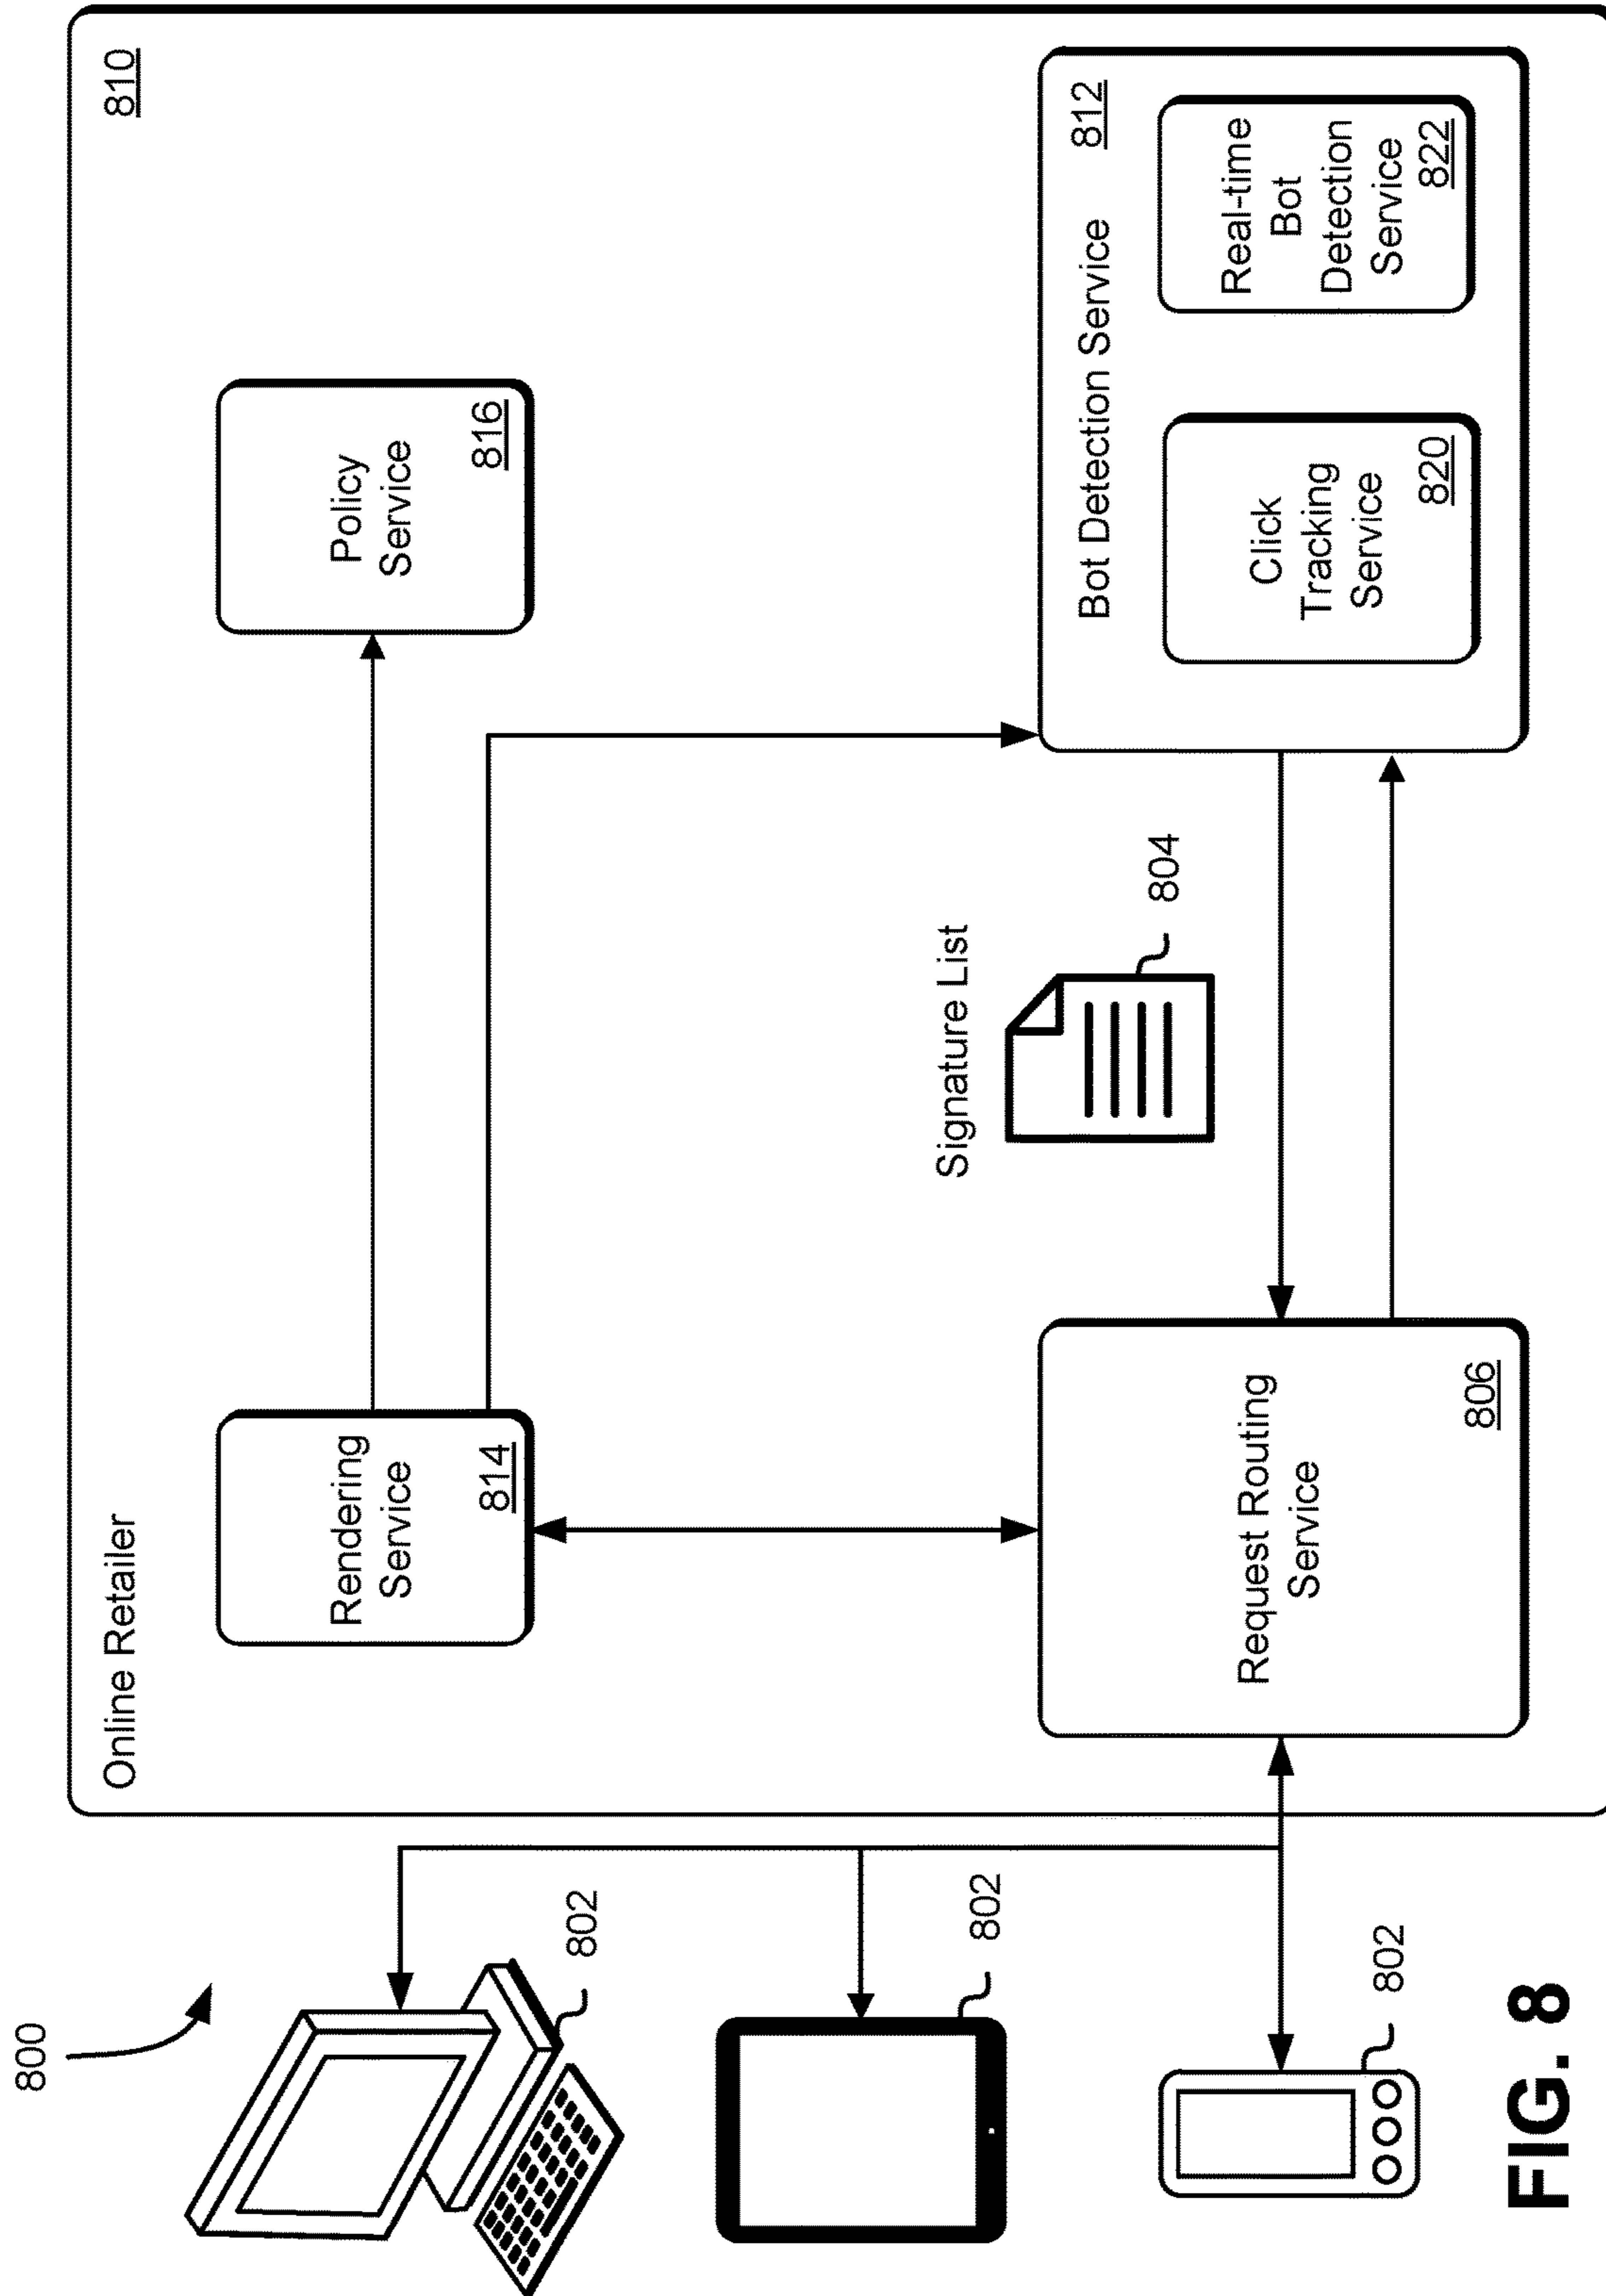 800
Online Retailer
810
Rendering
Service
814
Policy
Service
816
802
802
802
Signature List
804
Request Routing
Service
806
Bot Detection Service
812
Click
Tracking
Service
820
Real-time
Bot
Detection
Service
822
FIG. 8